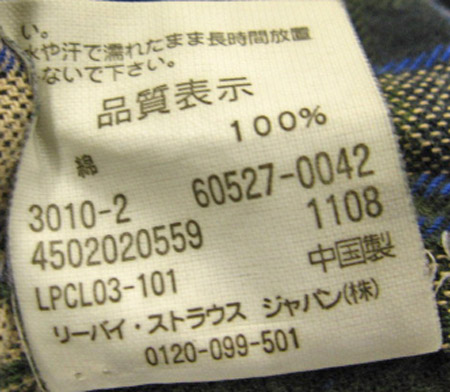 い。
水や汗で濡れたまま長時間放置
ないで下さい。
品質表示
綿 100%
3010-2 60527-0042
4502020559 1108
LPCL03-101 中国製
リーバイ・ストラウス ジャパン(株)
0120-099-501